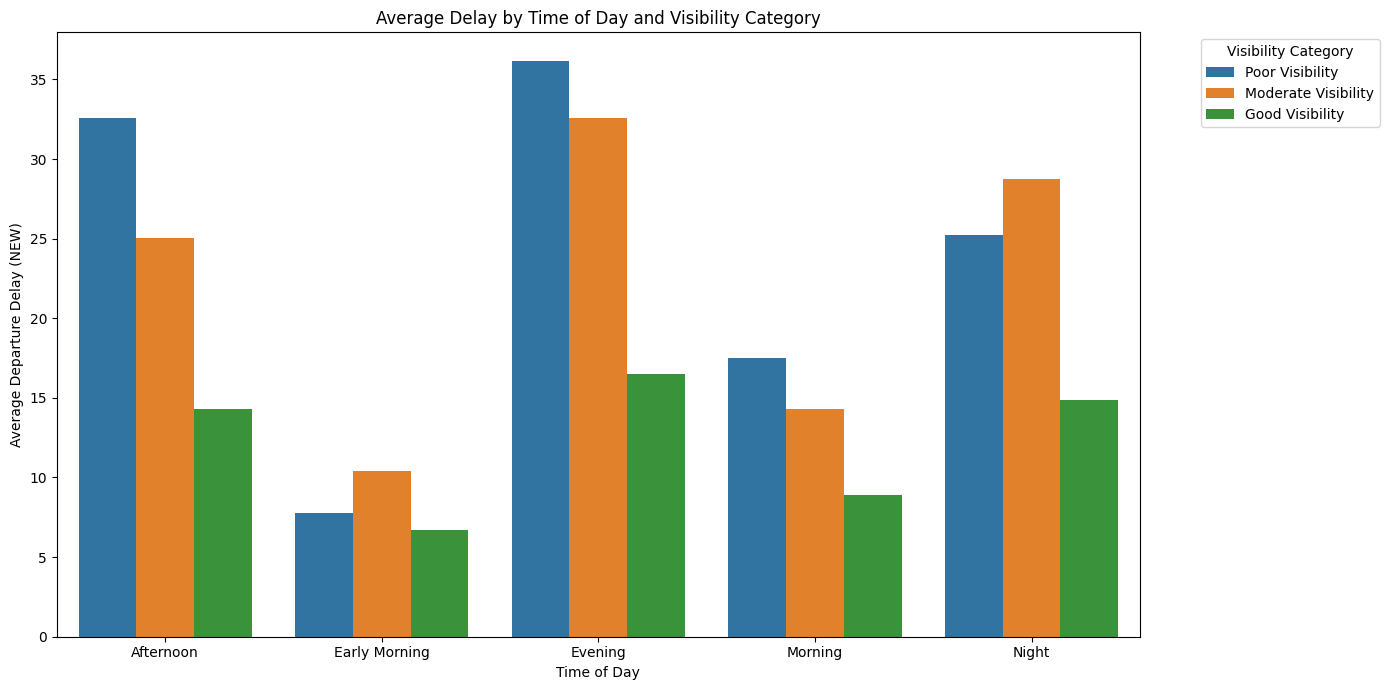 Average Delay by Time of Day and Visibility Category
Visibility Category
Poor Visibility
Moderate Visibility
Good Visibility
Average Departure Delay (NEW)
35
30
25
20
15
10
5
0
Afternoon
Early Morning
Evening
Morning
Night
Time of Day